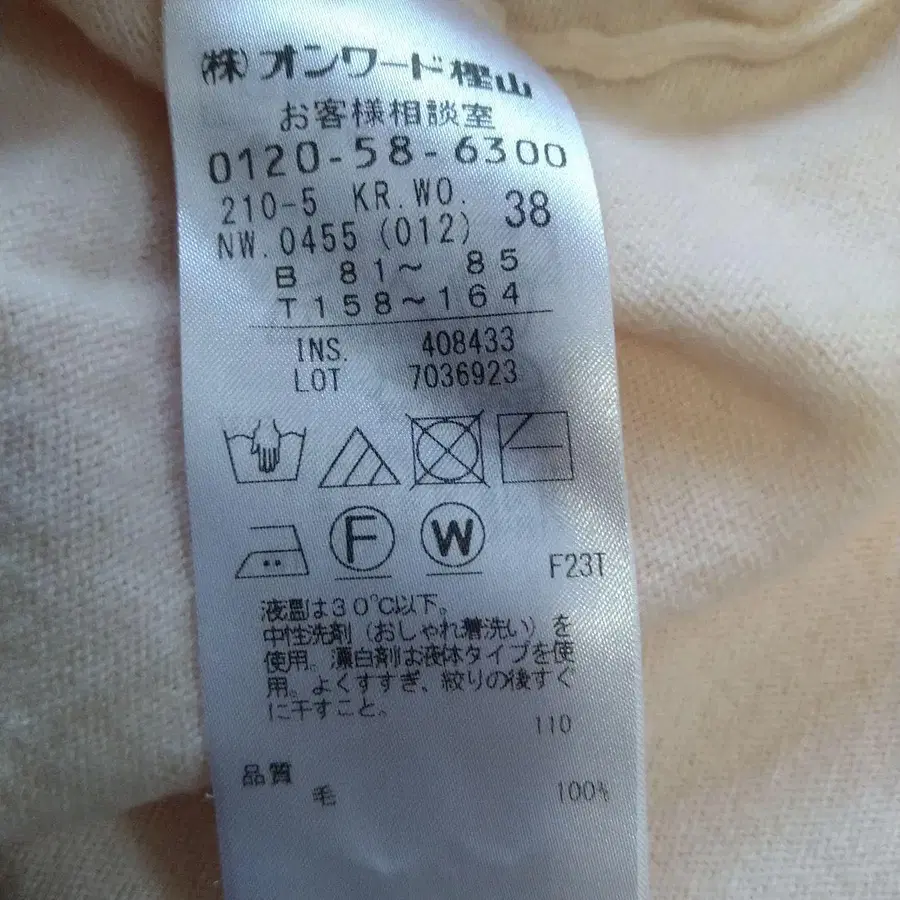 ㈱オンワード樫山
お客様相談室
0120-58-6300
210-5 KR.WO. 38
NW.0455 (012)
B 81〜 85
T158〜164
INS. 408433
LOT 7036923
F W
F23T
液温は30℃以下。
中性洗剤（おしゃれ着洗い）を
使用。漂白剤は液体タイプを使
用。よくすすぎ、絞りの後すぐ
に干すこと。
110
品質
毛 100%